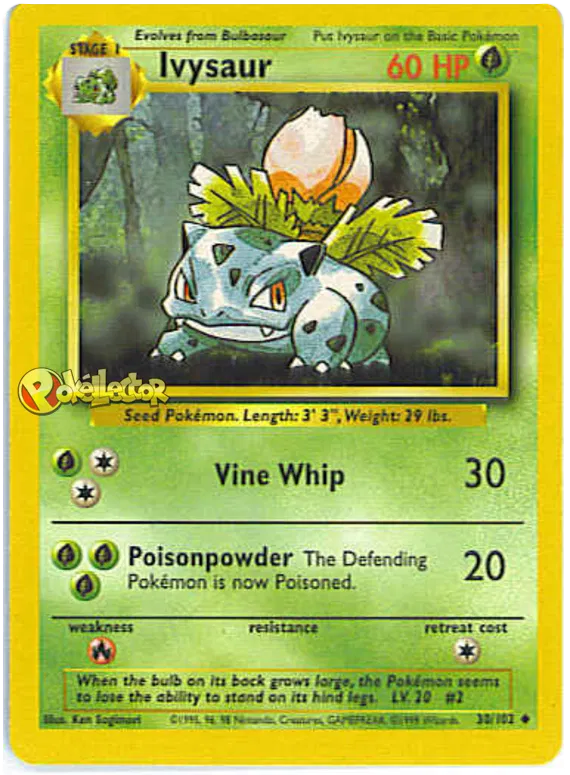 Evolves from Bulbasaur Put Ivysaur on the Basic Pokémon
STAGE 1
Ivysaur 60 HP
Pokéllector
Seed Pokémon. Length: 3' 3", Weight: 29 lbs.
Vine Whip 30
Poisonpowder The Defending
Pokémon is now Poisoned. 20
weakness resistance retreat cost
When the bulb on its back grows large, the Pokémon seems
to lose the ability to stand on its hind legs. LV. 20 #2
Illus. Ken Sugimori ©1995, 96, 98 Nintendo, Creatures, GAMEFREAK. ©1999 Wizards. 30/102